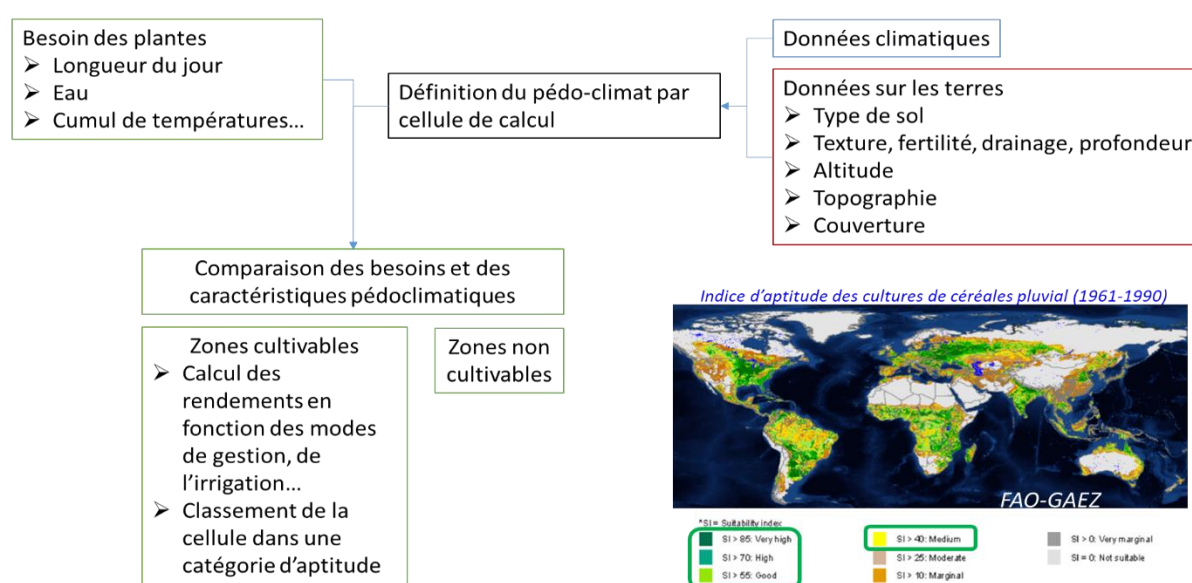 Besoin des plantes
➢ Longueur du jour
➢ Eau
➢ Cumul de températures...
Définition du pédo-climat par
cellule de calcul
Données climatiques
Données sur les terres
➢ Type de sol
➢ Texture, fertilité, drainage, profondeur
➢ Altitude
➢ Topographie
➢ Couverture
Comparaison des besoins et des
caractéristiques pédoclimatiques
Zones cultivables
➢ Calcul des
rendements en
fonction des modes
de gestion, de
l’irrigation...
➢ Classement de la
cellule dans une
catégorie d’aptitude
Zones non
cultivables
Indice d’aptitude des cultures de céréales pluvial (1961-1990)
FAO-GAEZ
*SI = Suitability index
SI > 85: Very high
SI > 70: High
SI > 55: Good
SI > 40: Medium
SI > 25: Moderate
SI > 10: Marginal
SI > 0: Very marginal
SI = 0: Not suitable